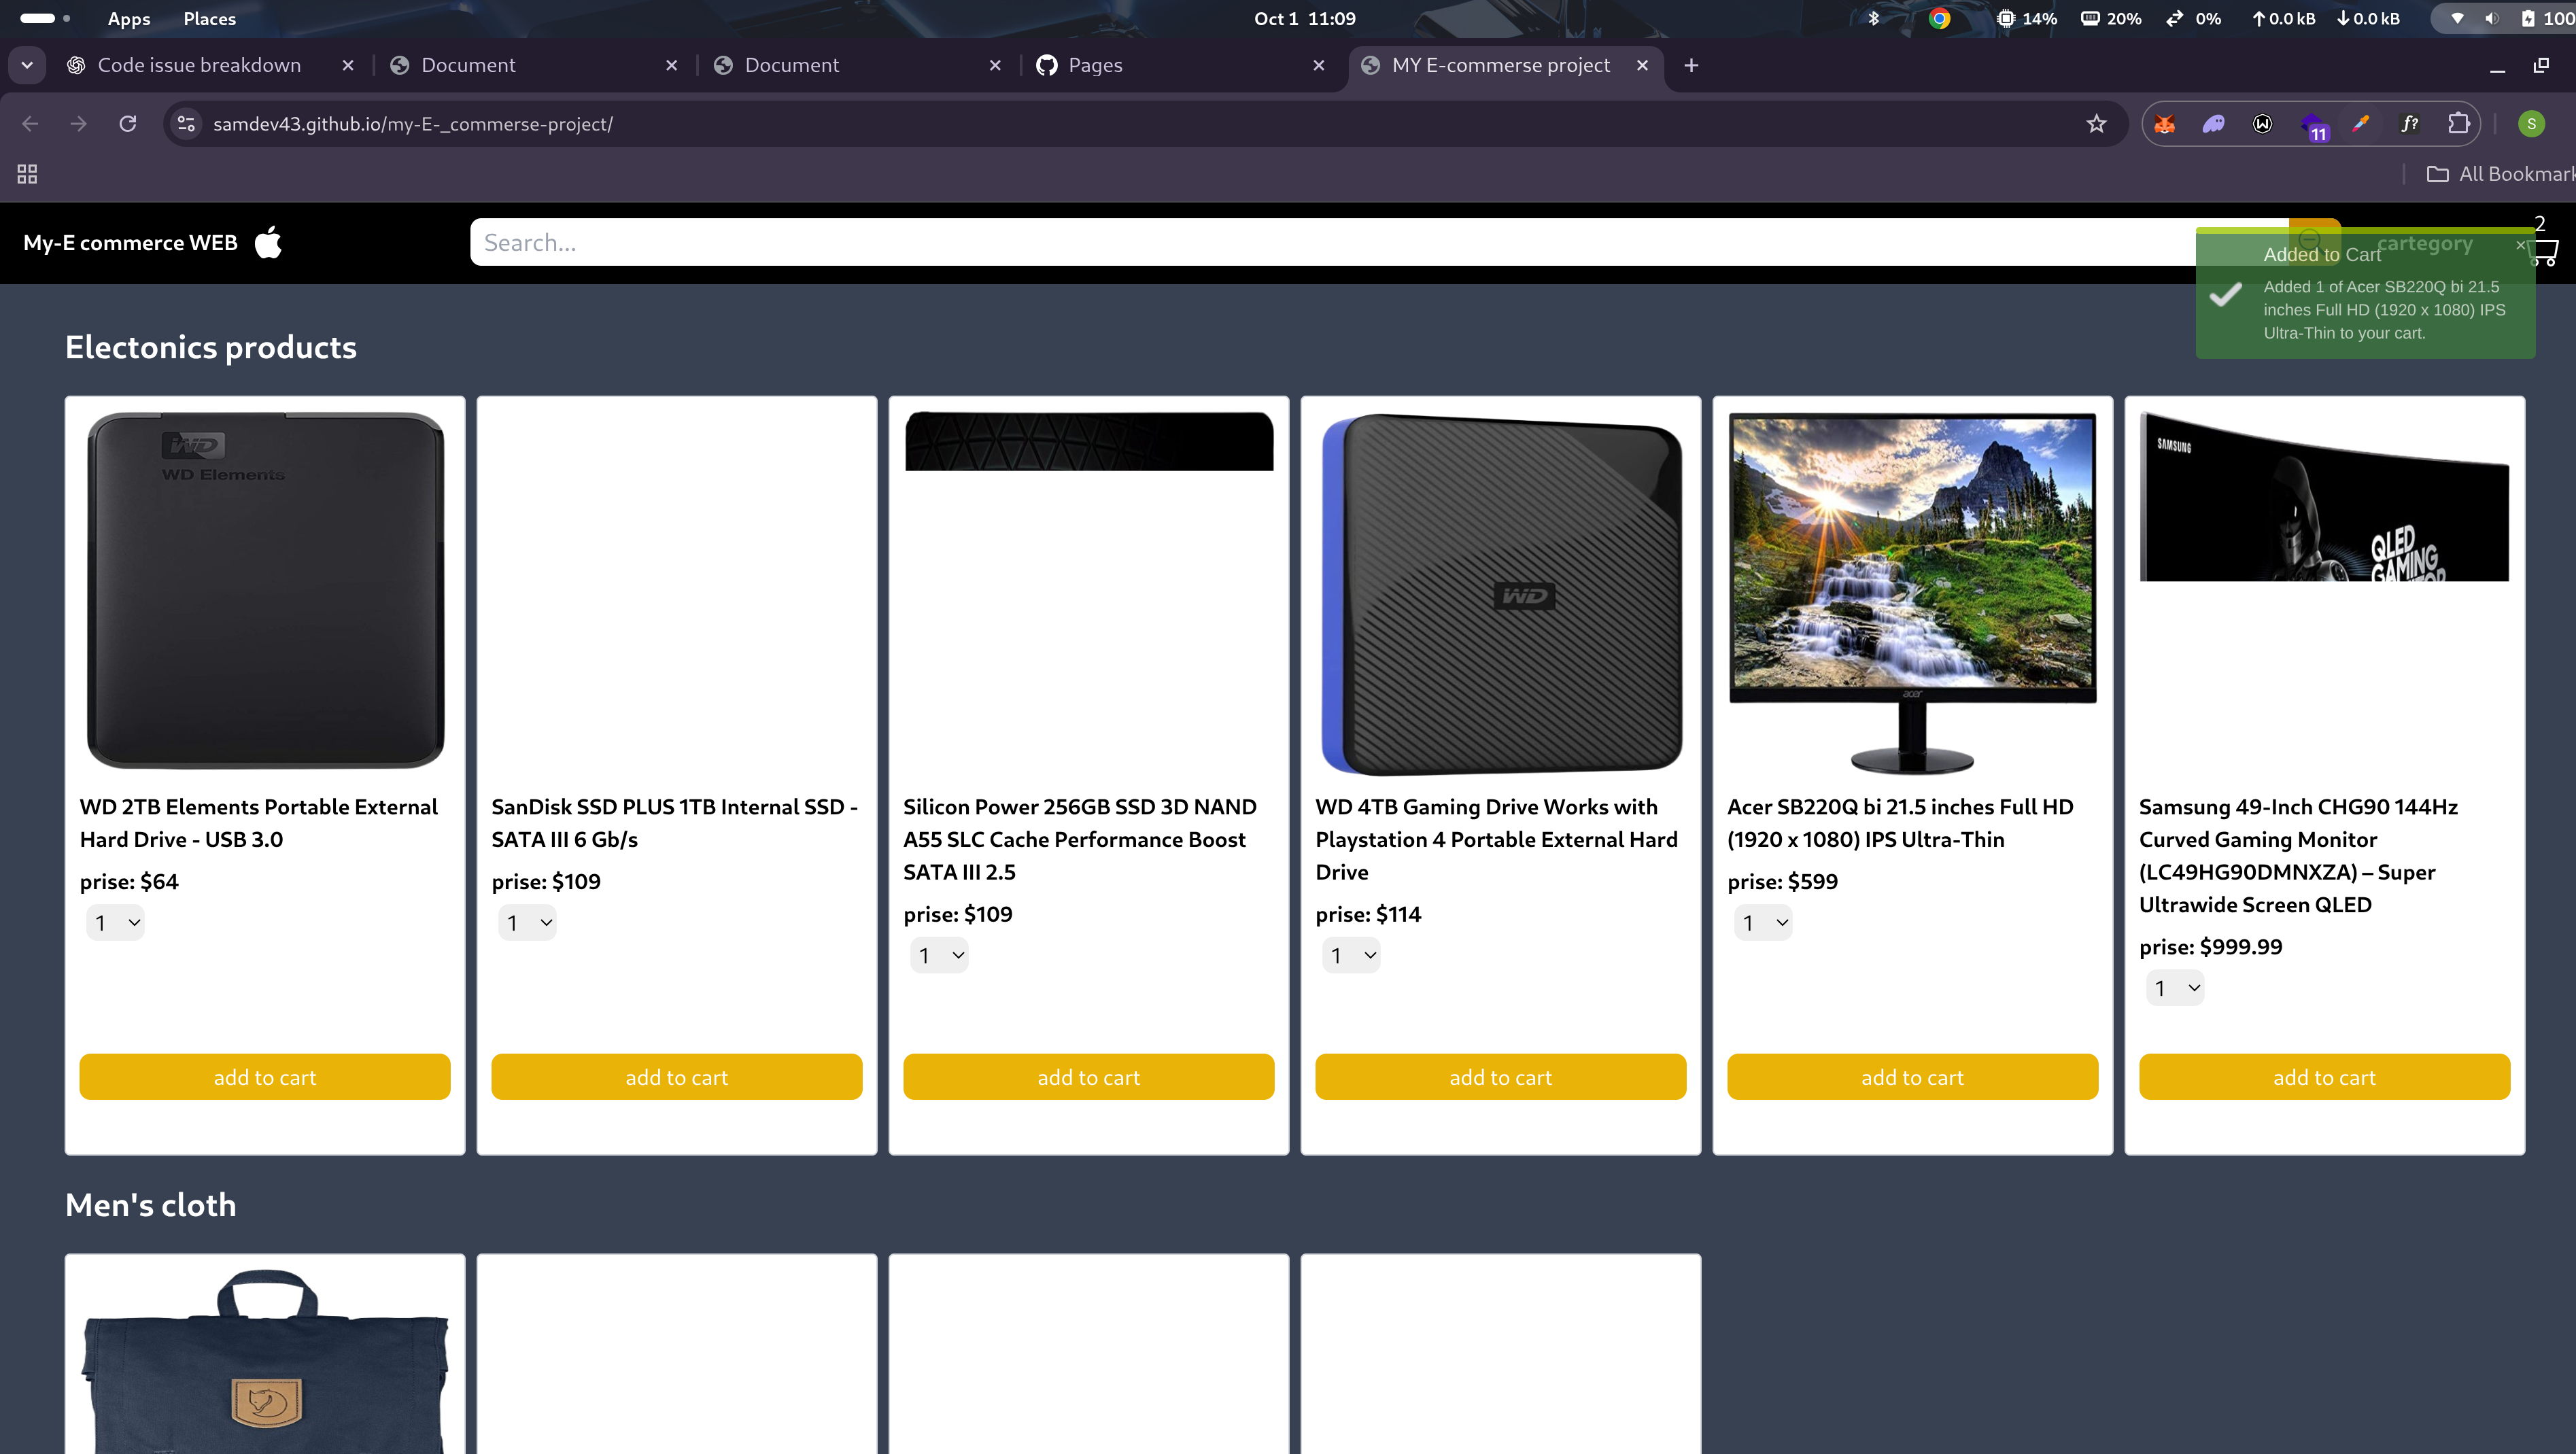 Apps Places Oct 1 11:09 14% 20% 0% 0.0 kB 0.0 kB 100
Code issue breakdown Document Document Pages MY E-commerse project
samdev43.github.io/my-E-_commerse-project/ 11 f? S
All Bookmark
My-E commerce WEB Search... cartegory 2
Added to Cart
Added 1 of Acer SB220Q bi 21.5
inches Full HD (1920 x 1080) IPS
Ultra-Thin to your cart.
Electonics products
WD
WD Elements
WD
acer
SAMSUNG
QLED
GAMING
WD 2TB Elements Portable External
Hard Drive - USB 3.0
prise: $64
1
add to cart
SanDisk SSD PLUS 1TB Internal SSD -
SATA III 6 Gb/s
prise: $109
1
add to cart
Silicon Power 256GB SSD 3D NAND
A55 SLC Cache Performance Boost
SATA III 2.5
prise: $109
1
add to cart
WD 4TB Gaming Drive Works with
Playstation 4 Portable External Hard
Drive
prise: $114
1
add to cart
Acer SB220Q bi 21.5 inches Full HD
(1920 x 1080) IPS Ultra-Thin
prise: $599
1
add to cart
Samsung 49-Inch CHG90 144Hz
Curved Gaming Monitor
(LC49HG90DMNXZA) – Super
Ultrawide Screen QLED
prise: $999.99
1
add to cart
Men's cloth